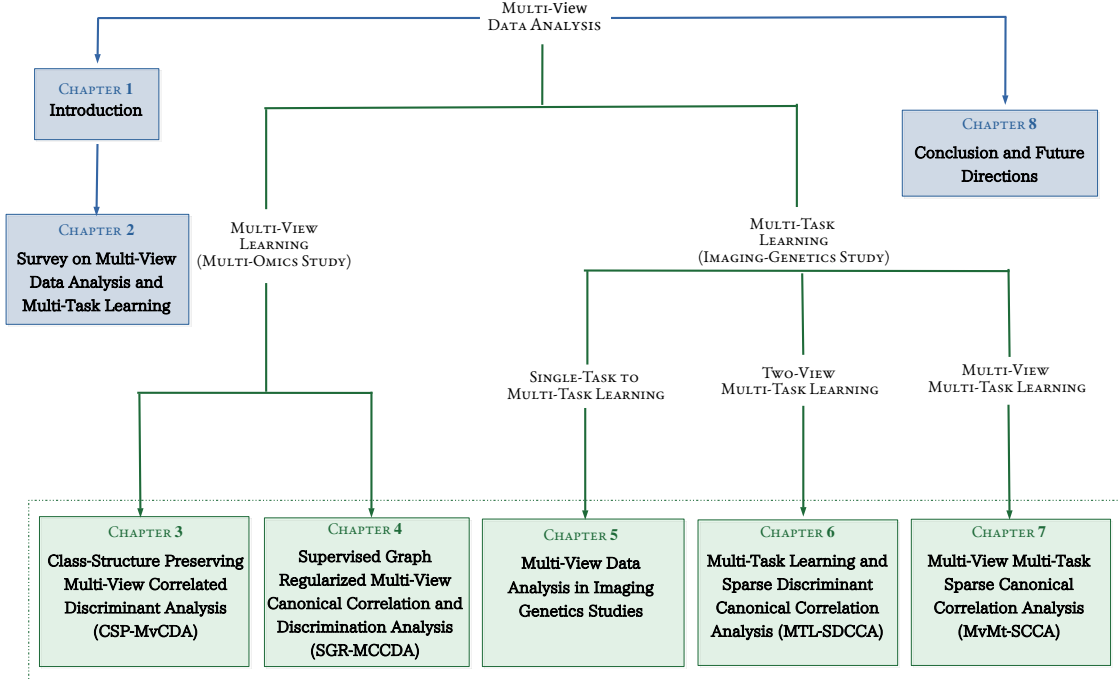 Multi-View
Data Analysis
Chapter 1
Introduction
Chapter 8
Conclusion and Future
Directions
Chapter 2
Survey on Multi-View
Data Analysis and
Multi-Task Learning
Multi-View
Learning
(Multi-Omics Study)
Multi-Task
Learning
(Imaging-Genetics Study)
Single-Task to
Multi-Task Learning
Two-View
Multi-Task Learning
Multi-View
Multi-Task Learning
Chapter 3
Class-Structure Preserving
Multi-View Correlated
Discriminant Analysis
(CSP-MvCDA)
Chapter 4
Supervised Graph
Regularized Multi-View
Canonical Correlation and
Discrimination Analysis
(SGR-MCCDA)
Chapter 5
Multi-View Data
Analysis in Imaging
Genetics Studies
Chapter 6
Multi-Task Learning and
Sparse Discriminant
Canonical Correlation
Analysis (MTL-SDCCA)
Chapter 7
Multi-View Multi-Task
Sparse Canonical
Correlation Analysis
(MvMt-SCCA)